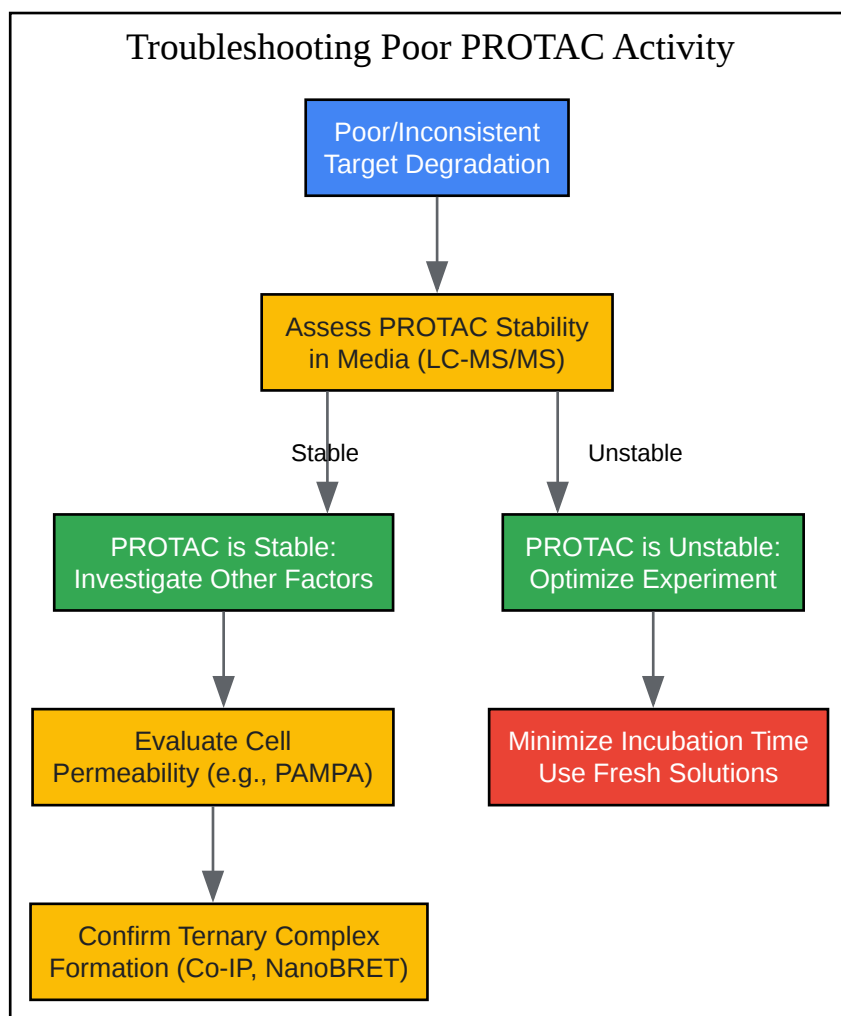 Troubleshooting Poor PROTAC Activity
Poor/Inconsistent
Target Degradation
Assess PROTAC Stability
in Media (LC-MS/MS)
Stable
Unstable
PROTAC is Stable:
Investigate Other Factors
PROTAC is Unstable:
Optimize Experiment
Evaluate Cell
Permeability (e.g., PAMPA)
Minimize Incubation Time
Use Fresh Solutions
Confirm Ternary Complex
Formation (Co-IP, NanoBRET)